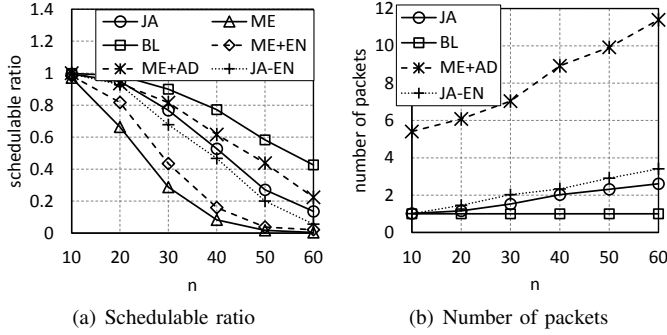 1.4
1.2
1
0.8
0.6
0.4
0.2
0
schedulable ratio
JA ME
BL ME+EN
ME+AD JA-EN
10 20 30 40 50 60
n
(a) Schedulable ratio
12
10
8
6
4
2
0
number of packets
JA
BL
ME+AD
JA-EN
10 20 30 40 50 60
n
(b) Number of packets